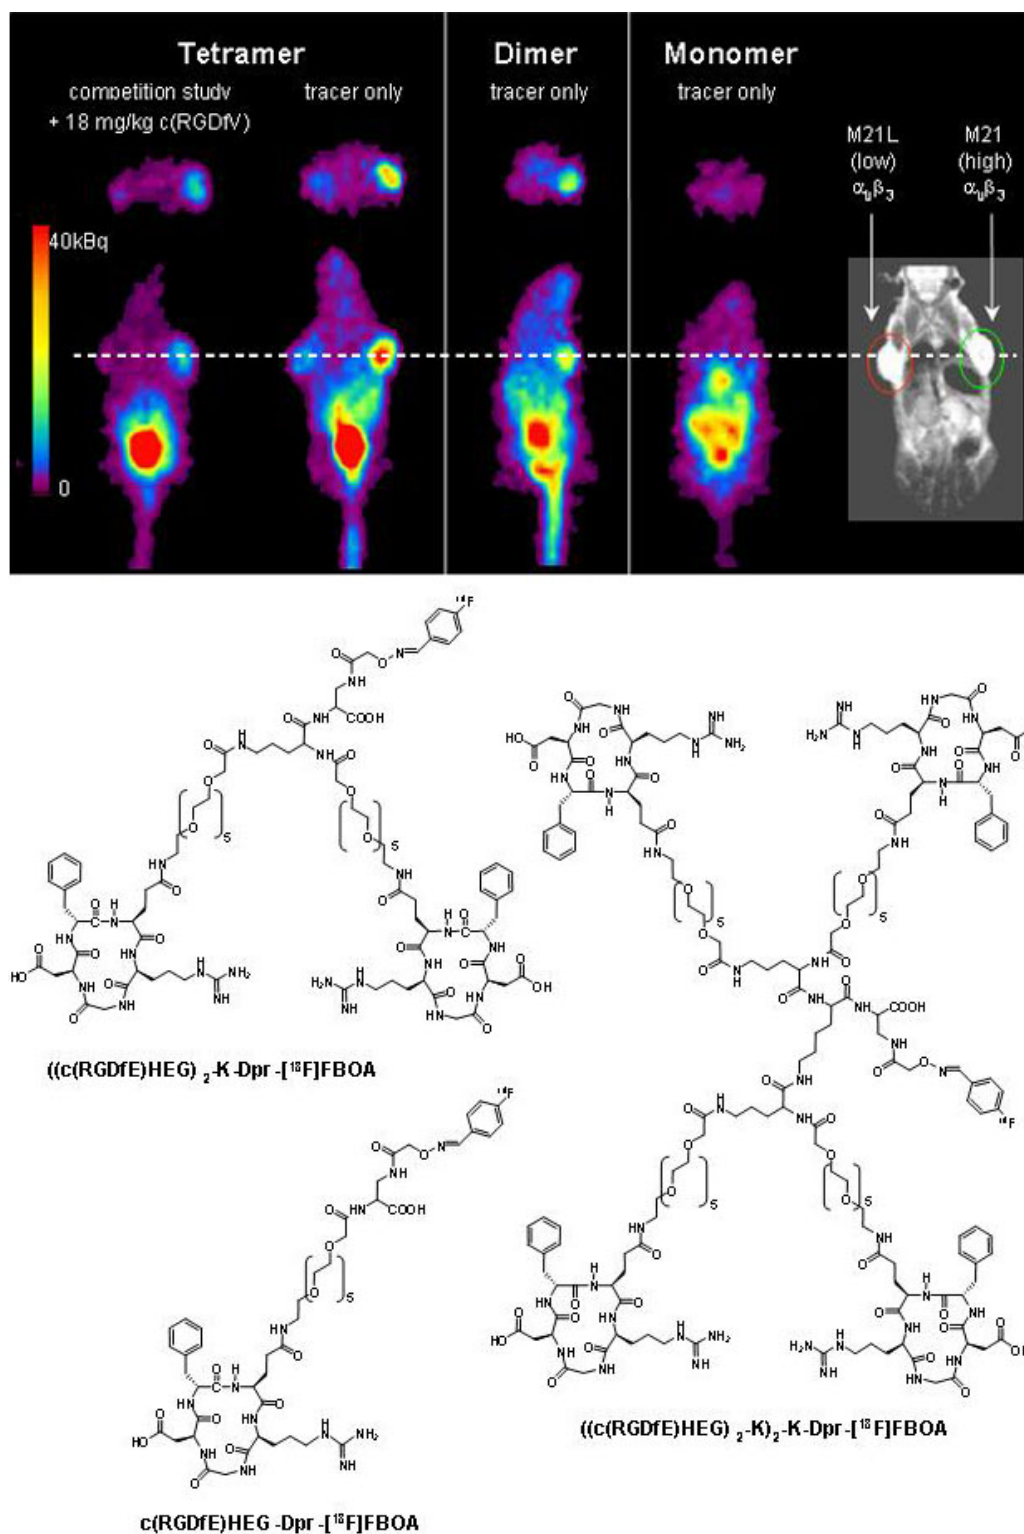 Tetramer
competition study
+ 18 mg/kg c(RGDfV)
tracer only
Dimer
tracer only
Monomer
tracer only
M21L
(low)
αᵥβ₃
M21
(high)
αᵥβ₃
40kBq
0
((c(RGDfE)HEG) ₂-K-Dpr-[¹⁸F]FBOA
((c(RGDfE)HEG) ₂-K)₂-K-Dpr-[¹⁸F]FBOA
c(RGDfE)HEG-Dpr-[¹⁸F]FBOA